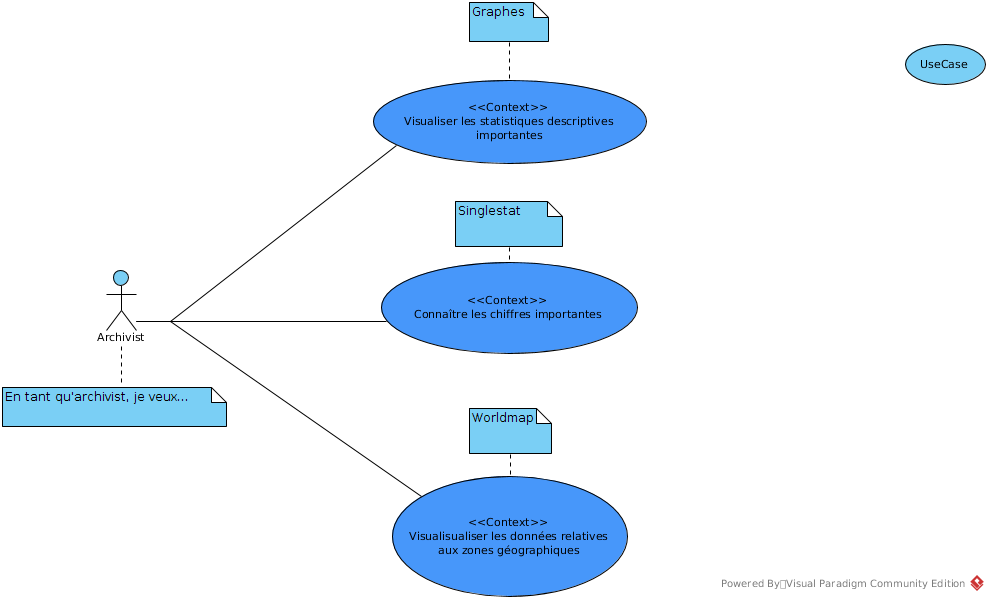 Graphes
UseCase
<<Context>>
Visualiser les statistiques descriptives
importantes
Singlestat
<<Context>>
Connaître les chiffres importantes
Archivist
En tant qu'archivist, je veux...
Worldmap
<<Context>>
Visualisualiser les données relatives
aux zones géographiques
Powered By Visual Paradigm Community Edition